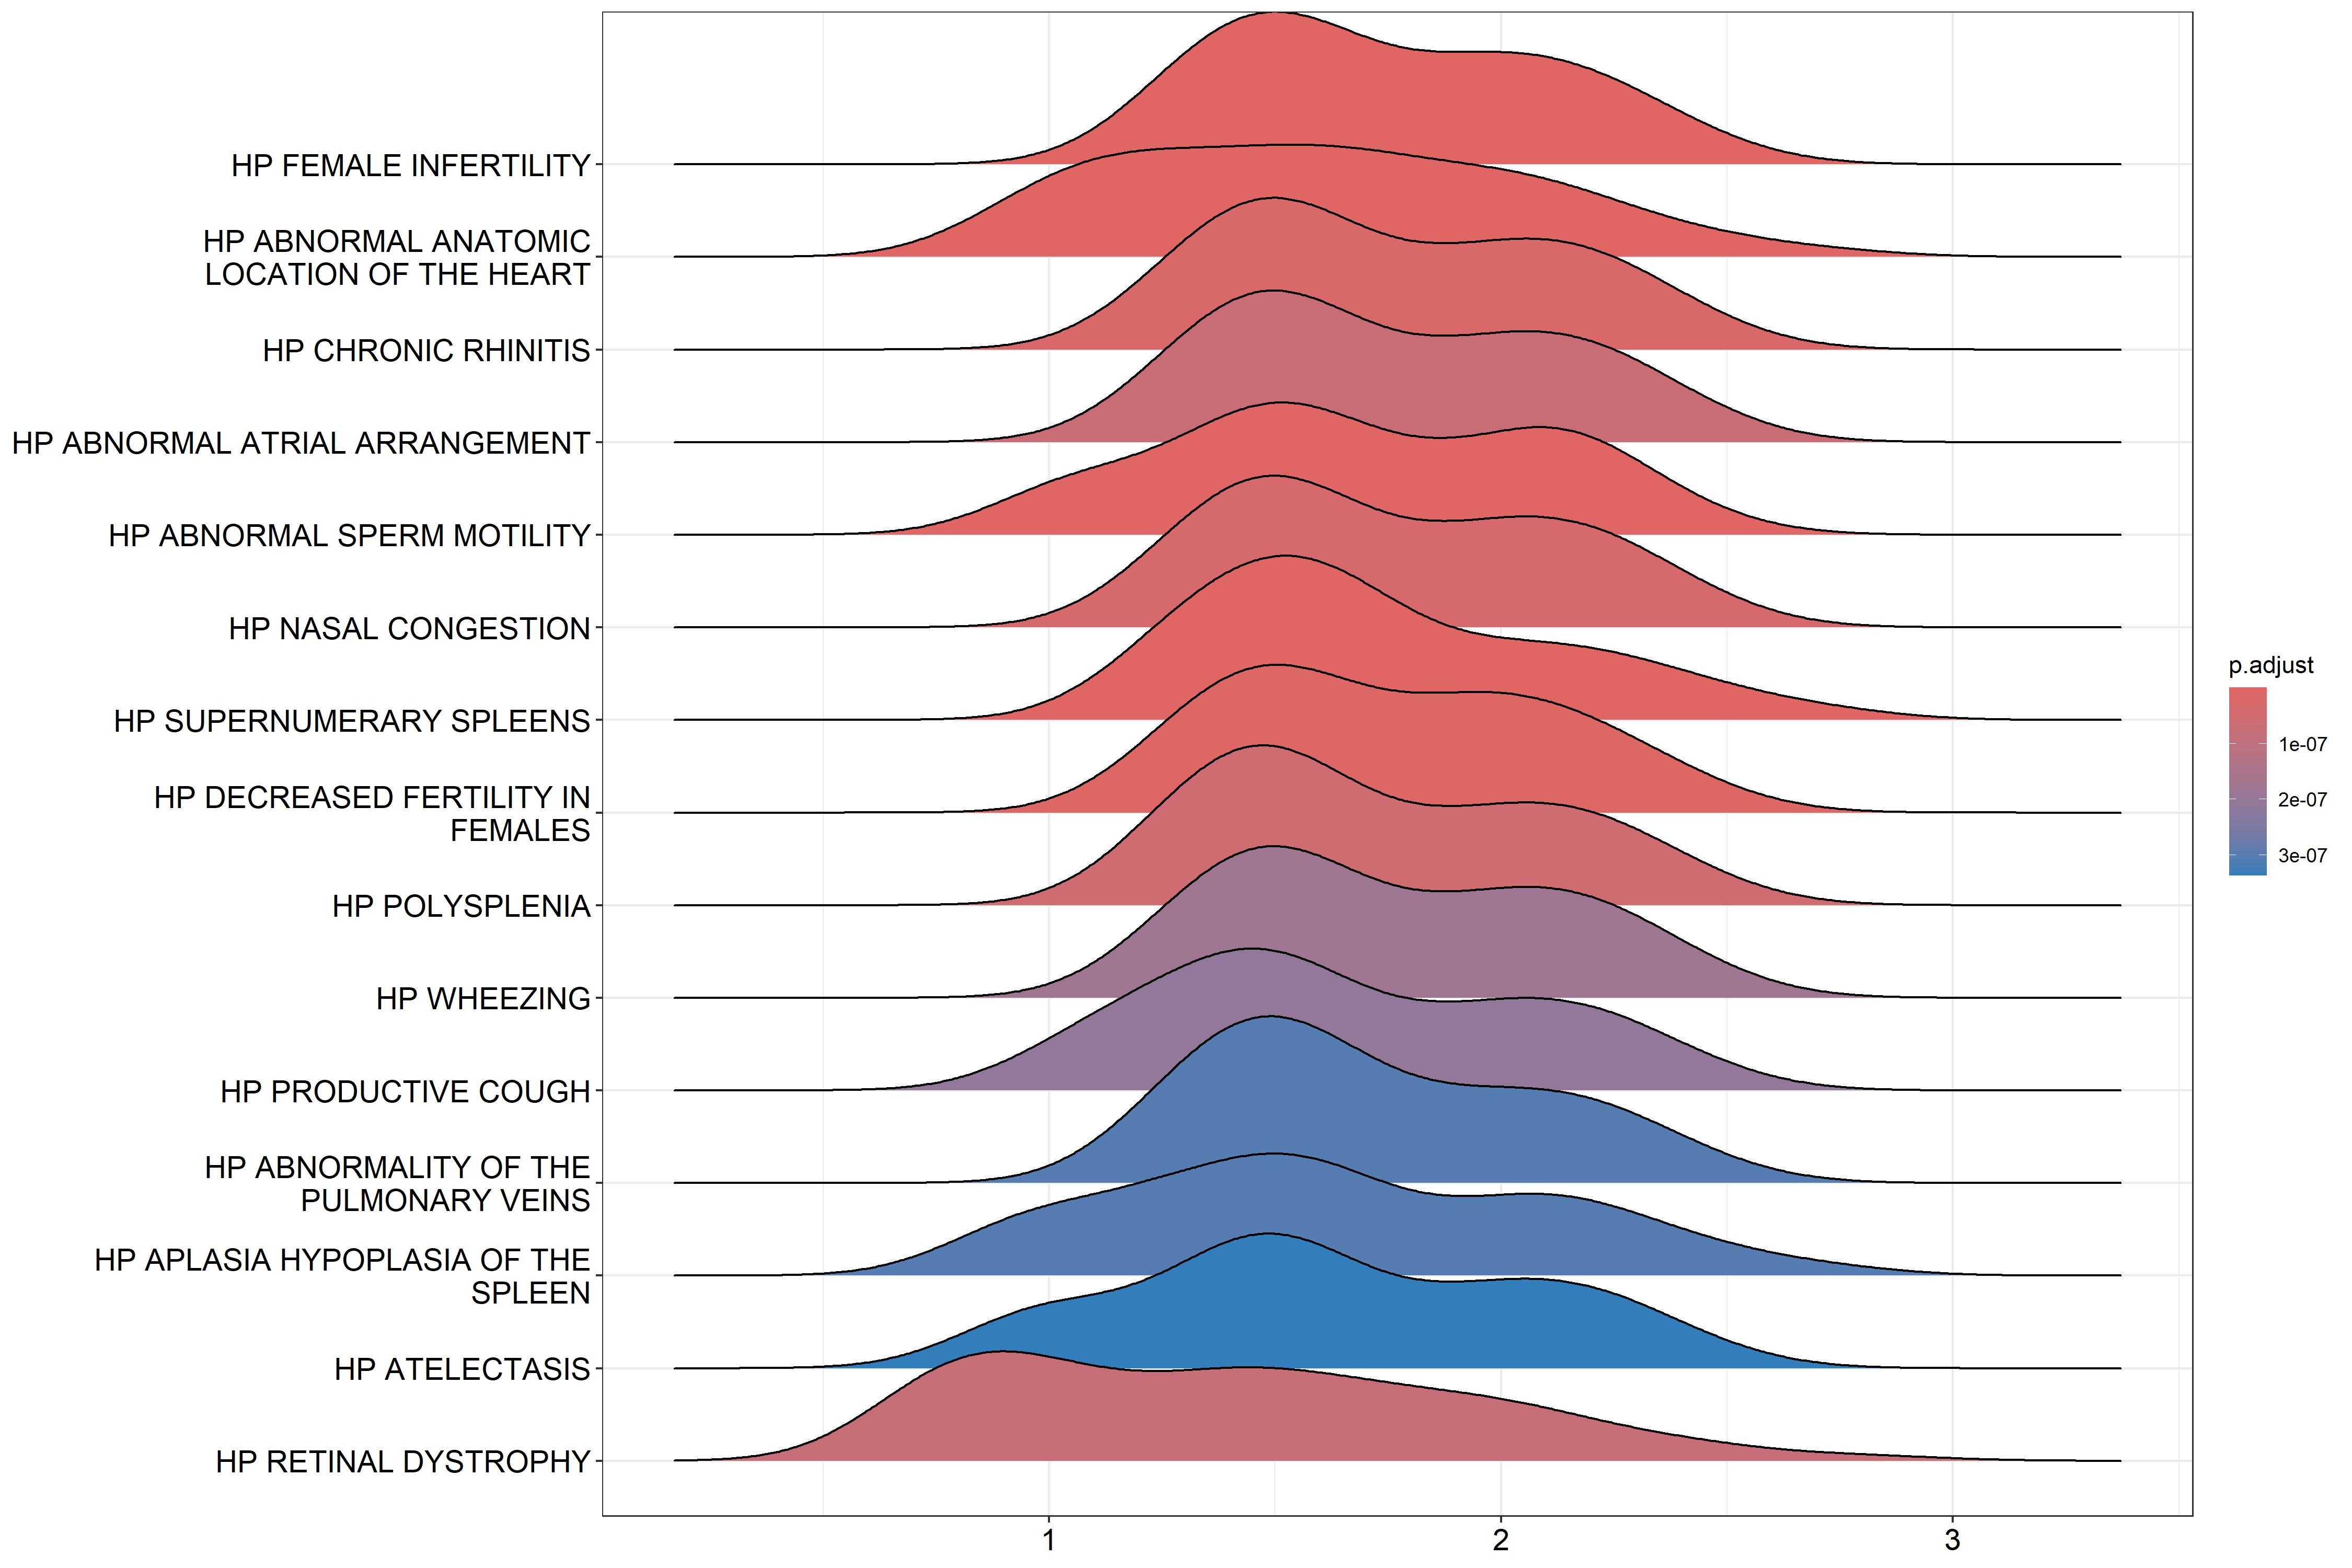 HP FEMALE INFERTILITY
HP ABNORMAL ANATOMIC
LOCATION OF THE HEART
HP CHRONIC RHINITIS
HP ABNORMAL ATRIAL ARRANGEMENT
HP ABNORMAL SPERM MOTILITY
HP NASAL CONGESTION
HP SUPERNUMERARY SPLEENS
HP DECREASED FERTILITY IN
FEMALES
HP POLYSPLENIA
HP WHEEZING
HP PRODUCTIVE COUGH
HP ABNORMALITY OF THE
PULMONARY VEINS
HP APLASIA HYPOPLASIA OF THE
SPLEEN
HP ATELECTASIS
HP RETINAL DYSTROPHY
1 2 3
p.adjust
1e-07
2e-07
3e-07